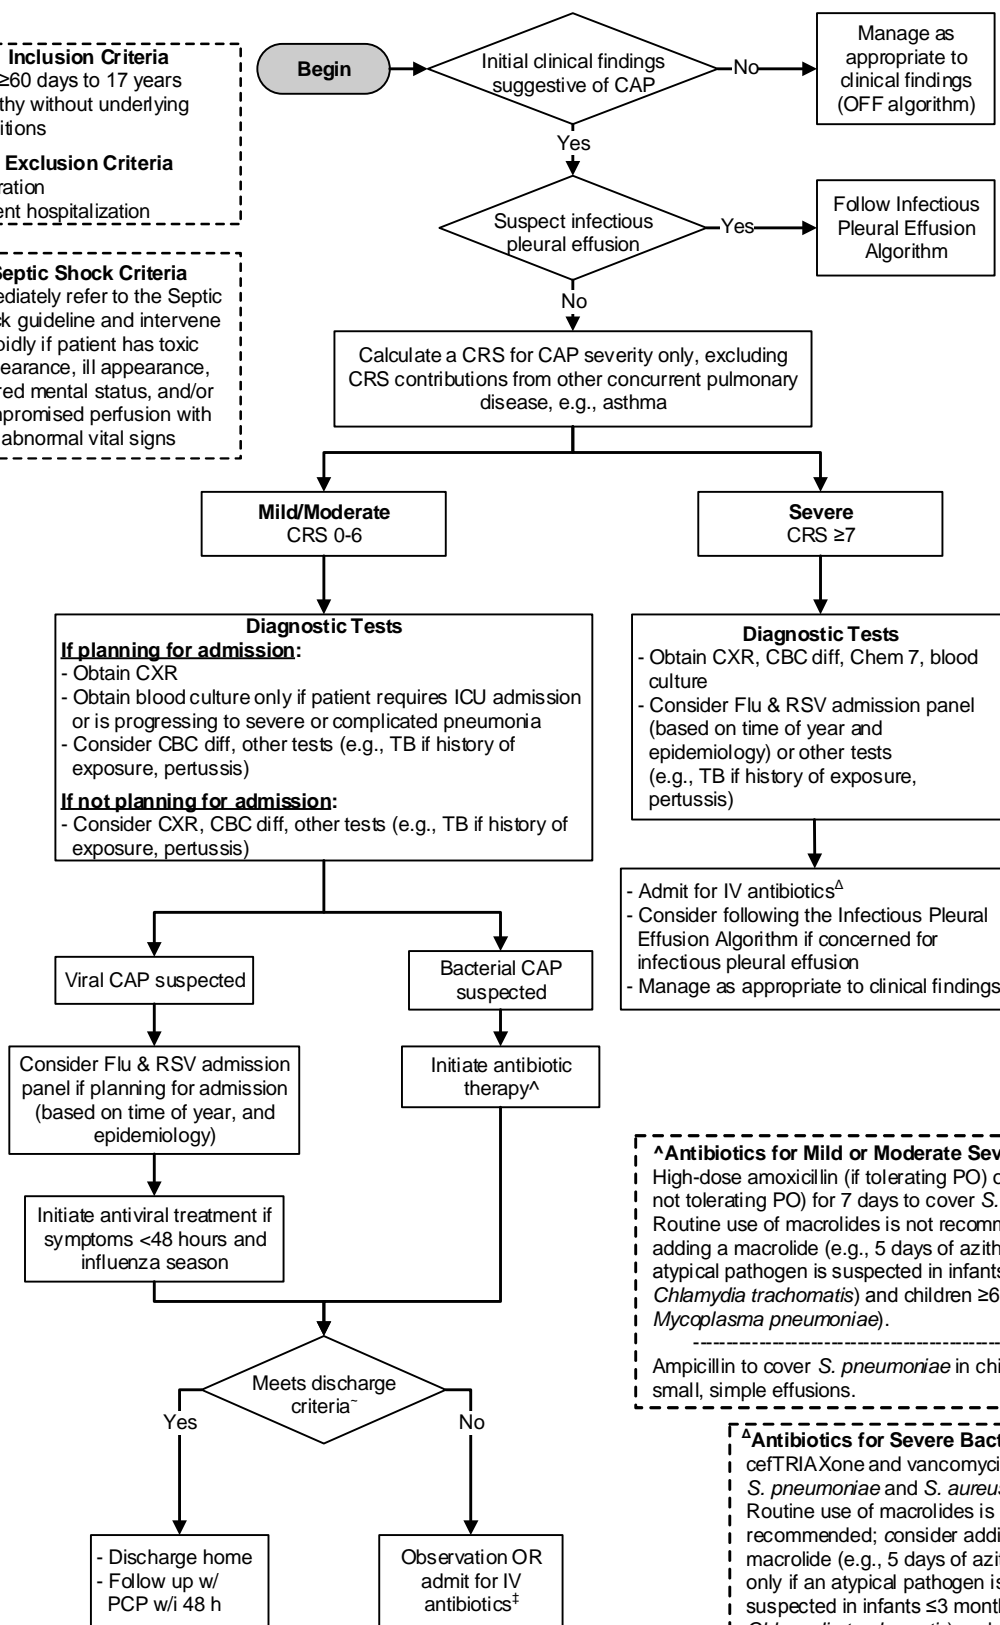 Inclusion Criteria
≥60 days to 17 years
thy without underlying
itions
Exclusion Criteria
ration
ent hospitalization
Begin
Initial clinical findings
suggestive of CAP
No
Manage as
appropriate to
clinical findings
(OFF algorithm)
Yes
Suspect infectious
pleural effusion
Yes
Follow Infectious
Pleural Effusion
Algorithm
No
Septic Shock Criteria
ediately refer to the Septic
ck guideline and intervene
pidly if patient has toxic
earance, ill appearance,
red mental status, and/or
mpromised perfusion with
abnormal vital signs
Calculate a CRS for CAP severity only, excluding
CRS contributions from other concurrent pulmonary
disease, e.g., asthma
Mild/Moderate
CRS 0-6
Severe
CRS ≥7
Diagnostic Tests
If planning for admission:
- Obtain CXR
- Obtain blood culture only if patient requires ICU admission
or is progressing to severe or complicated pneumonia
- Consider CBC diff, other tests (e.g., TB if history of
exposure, pertussis)
If not planning for admission:
- Consider CXR, CBC diff, other tests (e.g., TB if history of
exposure, pertussis)
Diagnostic Tests
- Obtain CXR, CBC diff, Chem 7, blood
culture
- Consider Flu & RSV admission panel
(based on time of year and
epidemiology) or other tests
(e.g., TB if history of exposure,
pertussis)
- Admit for IV antibiotics^Δ
- Consider following the Infectious Pleural
Effusion Algorithm if concerned for
infectious pleural effusion
- Manage as appropriate to clinical findings
Viral CAP suspected
Bacterial CAP
suspected
Consider Flu & RSV admission
panel if planning for admission
(based on time of year, and
epidemiology)
Initiate antibiotic
therapy^
Initiate antiviral treatment if
symptoms <48 hours and
influenza season
Meets discharge
criteria~
Yes
No
- Discharge home
- Follow up w/
PCP w/i 48 h
Observation OR
admit for IV
antibiotics‡
^Antibiotics for Mild or Moderate Sev
High-dose amoxicillin (if tolerating PO) o
not tolerating PO) for 7 days to cover S.
Routine use of macrolides is not recomm
adding a macrolide (e.g., 5 days of azith
atypical pathogen is suspected in infants
Chlamydia trachomatis) and children ≥6
Mycoplasma pneumoniae).
Ampicillin to cover S. pneumoniae in chi
small, simple effusions.
ΔAntibiotics for Severe Bact
cefTRIAXone and vancomyci
S. pneumoniae and S. aureus
Routine use of macrolides is
recommended; consider addi
macrolide (e.g., 5 days of azit
only if an atypical pathogen is
suspected in infants ≤3 month